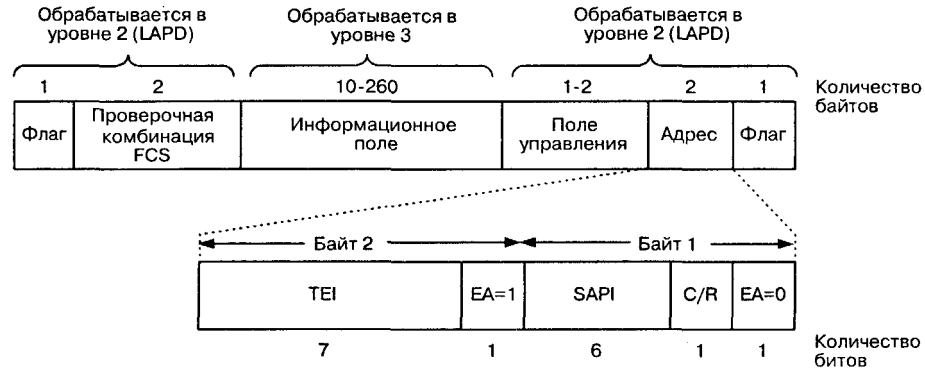 Обрабатывается в
уровне 2 (LAPD)
Обрабатывается в
уровне 3
Обрабатывается в
уровне 2 (LAPD)
1
2
10-260
1-2
2
1
Количество
байтов
Флаг
Проверочная
комбинация
FCS
Информационное
поле
Поле
управления
Адрес
Флаг
Байт 2
Байт 1
TEI
EA=1
SAPI
C/R
EA=0
7
1
6
1
1
Количество
битов